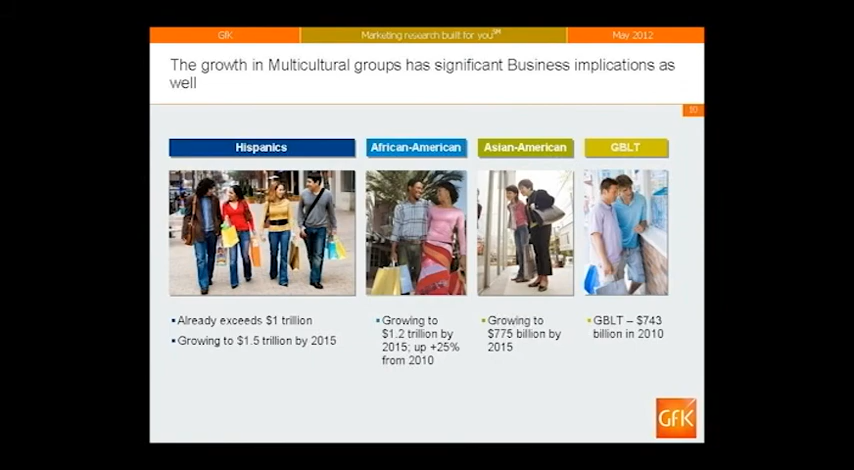 GfK
Marketing research built for you℠
May 2012
The growth in Multicultural groups has significant Business implications as
well
10
Hispanics
African-American
Asian-American
GBLT
▪Already exceeds $1 trillion
▪Growing to $1.5 trillion by 2015
▪Growing to
$1.2 trillion by
2015; up +25%
from 2010
▪Growing to
$775 billion by
2015
▪GBLT – $743
billion in 2010
GfK